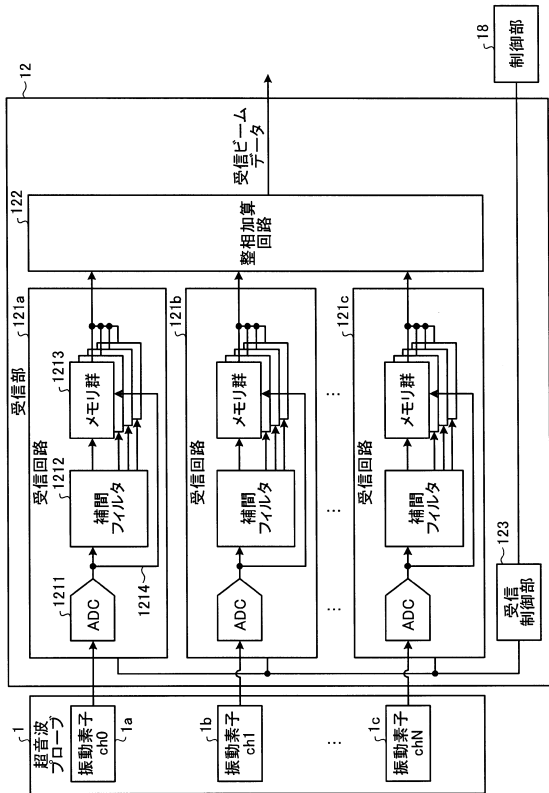 1
超音波
プローブ
振動素子
ch0
1a
振動素子
ch1
1b
⋮
振動素子
chN
1c
12
受信部
121a
受信回路
1211
ADC
1214
1212
補間
フィルタ
1213
メモリ群
121b
受信回路
ADC
補間
フィルタ
メモリ群
⋮
⋮
⋮
121c
受信回路
ADC
補間
フィルタ
メモリ群
122
整相加算
回路
受信ビーム
データ
123
受信
制御部
18
制御部